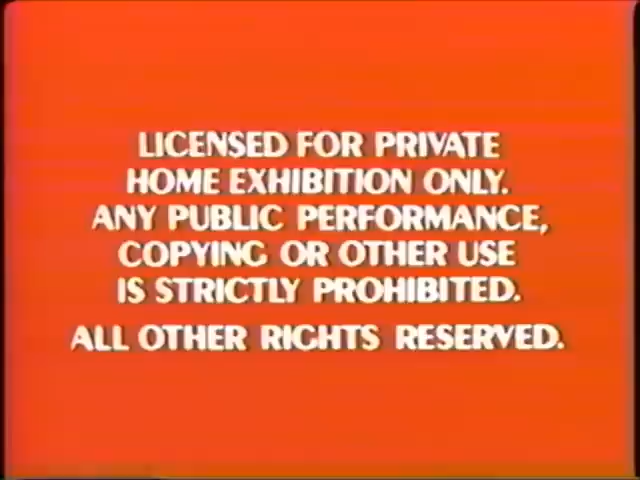 LICENSED FOR PRIVATE
HOME EXHIBITION ONLY.
ANY PUBLIC PERFORMANCE,
COPYING OR OTHER USE
IS STRICTLY PROHIBITED.
ALL OTHER RIGHTS RESERVED.